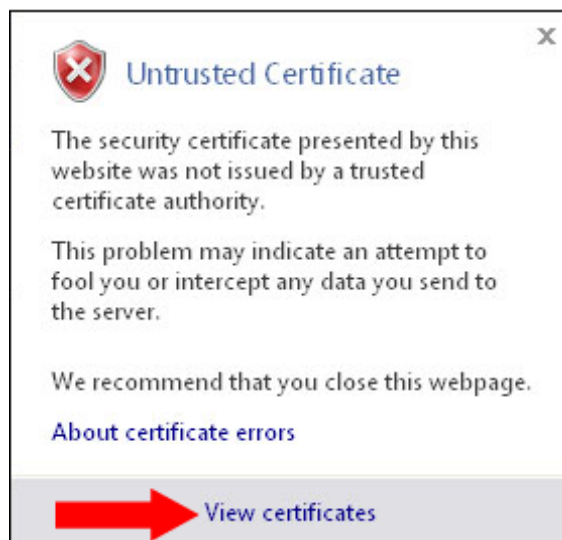 Untrusted Certificate
The security certificate presented by this
website was not issued by a trusted
certificate authority.
This problem may indicate an attempt to
fool you or intercept any data you send to
the server.
We recommend that you close this webpage.
About certificate errors
View certificates